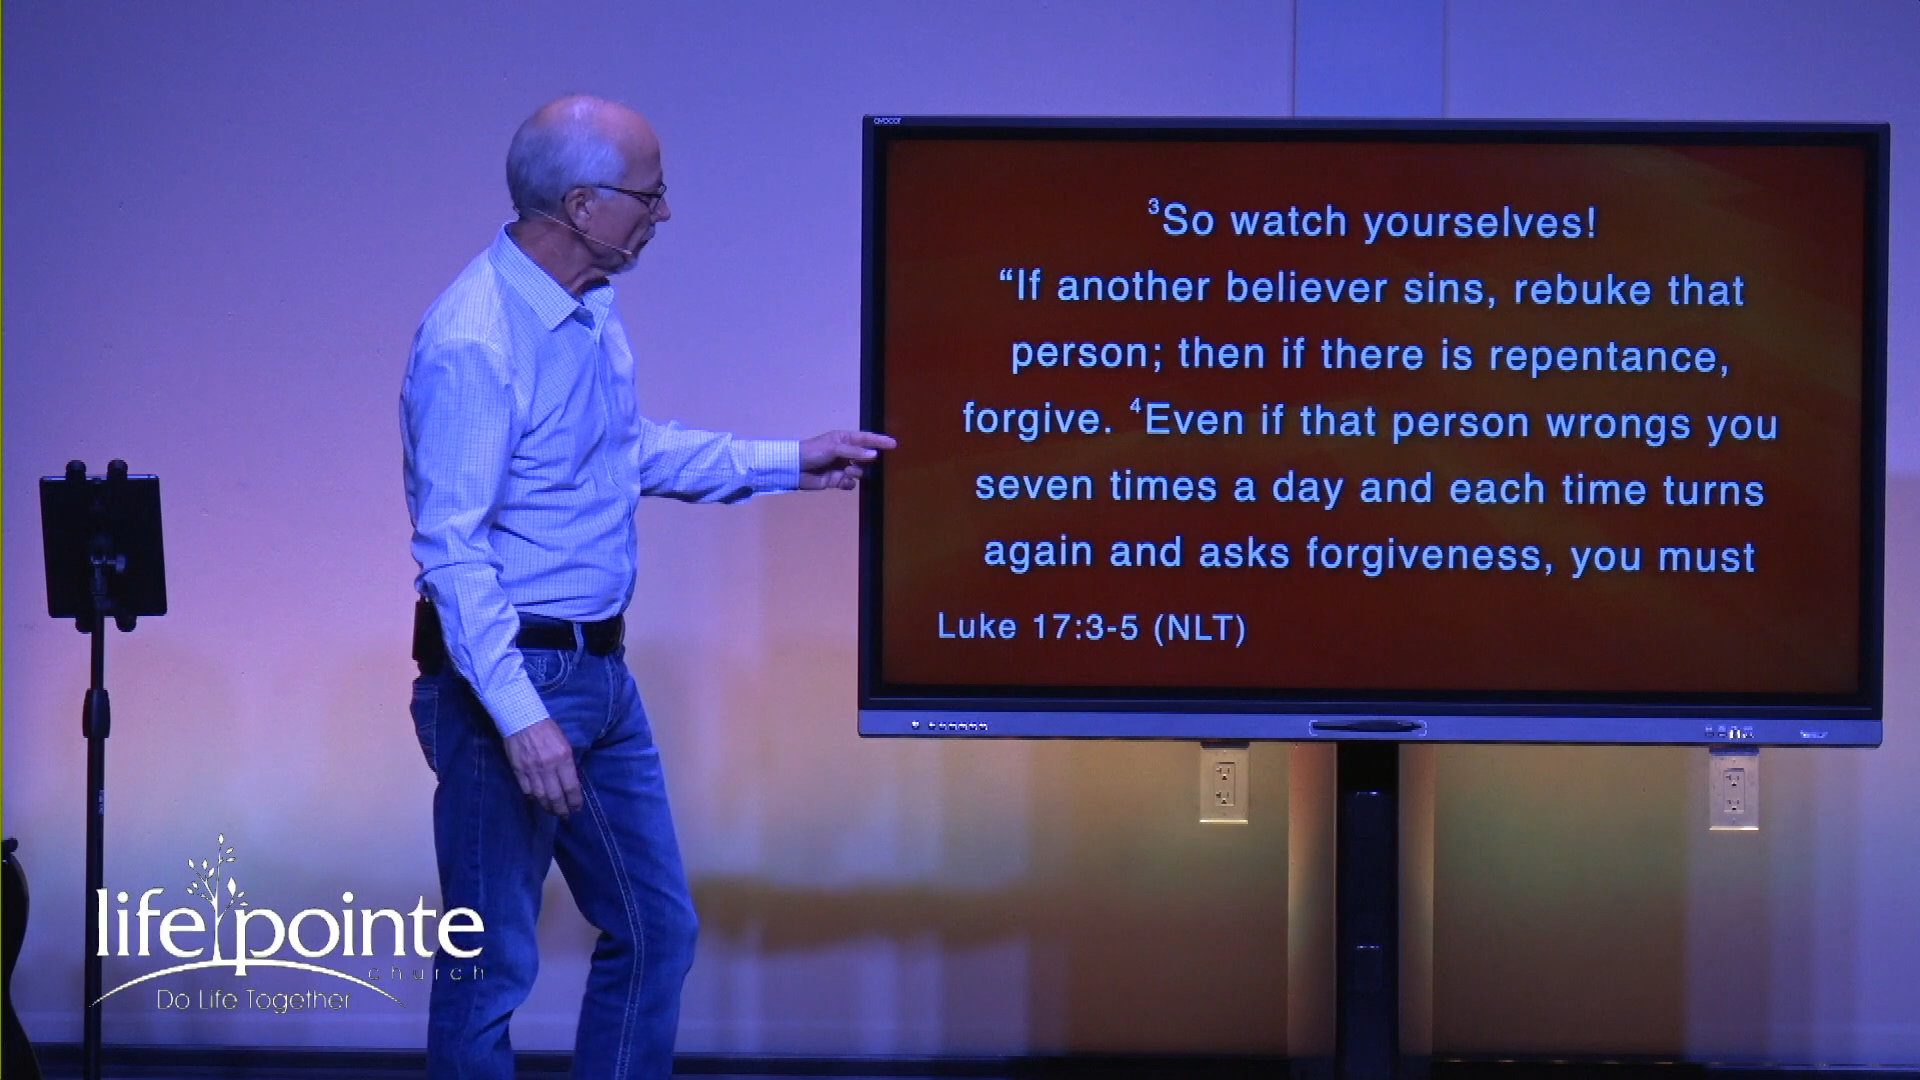 avocor
³So watch yourselves!
“If another believer sins, rebuke that
person; then if there is repentance,
forgive. ⁴Even if that person wrongs you
seven times a day and each time turns
again and asks forgiveness, you must
Luke 17:3-5 (NLT)
life pointe
church
Do Life Together